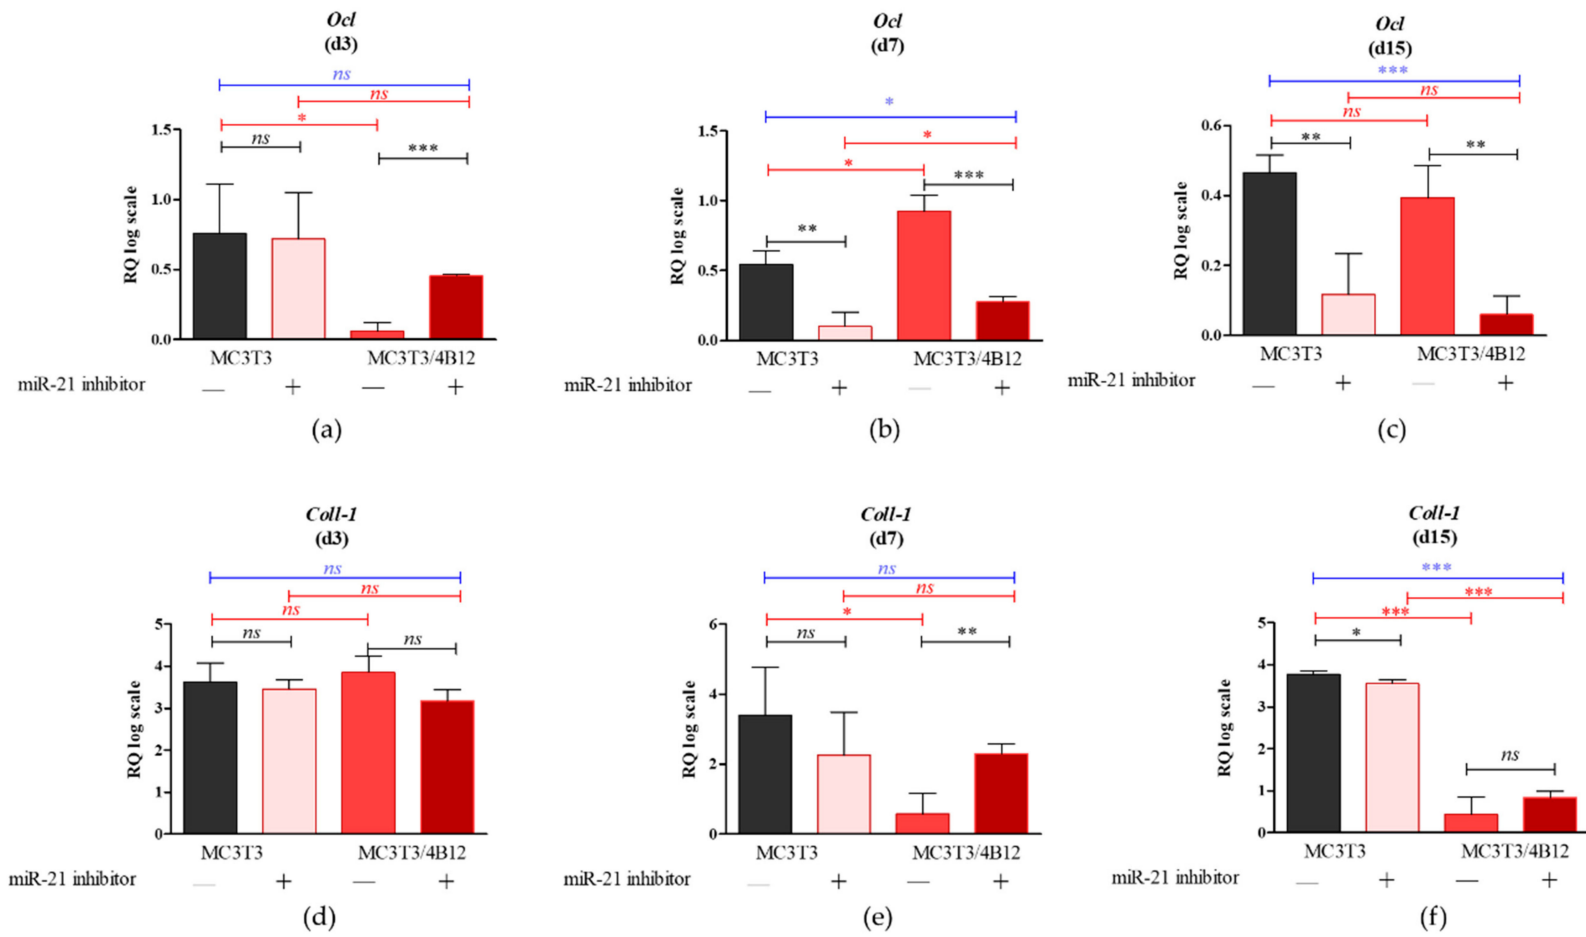 Ocl
(d3)
ns
ns
*
ns
***
1.5
1.0
0.5
0.0
RQ log scale
MC3T3 MC3T3/4B12
miR-21 inhibitor — + — +
(a)
Ocl
(d7)
*
*
*
***
**
1.5
1.0
0.5
0.0
RQ log scale
MC3T3 MC3T3/4B12
miR-21 inhibitor — + — +
(b)
Ocl
(d15)
***
ns
ns
**
**
0.6
0.4
0.2
0.0
RQ log scale
MC3T3 MC3T3/4B12
miR-21 inhibitor — + — +
(c)
Coll-1
(d3)
ns
ns
ns
ns
ns
5
4
3
2
1
0
RQ log scale
MC3T3 MC3T3/4B12
miR-21 inhibitor — + — +
(d)
Coll-1
(d7)
ns
ns
*
ns
**
6
4
2
0
RQ log scale
MC3T3 MC3T3/4B12
miR-21 inhibitor — + — +
(e)
Coll-1
(d15)
***
***
***
*
ns
5
4
3
2
1
0
RQ log scale
MC3T3 MC3T3/4B12
miR-21 inhibitor — + — +
(f)